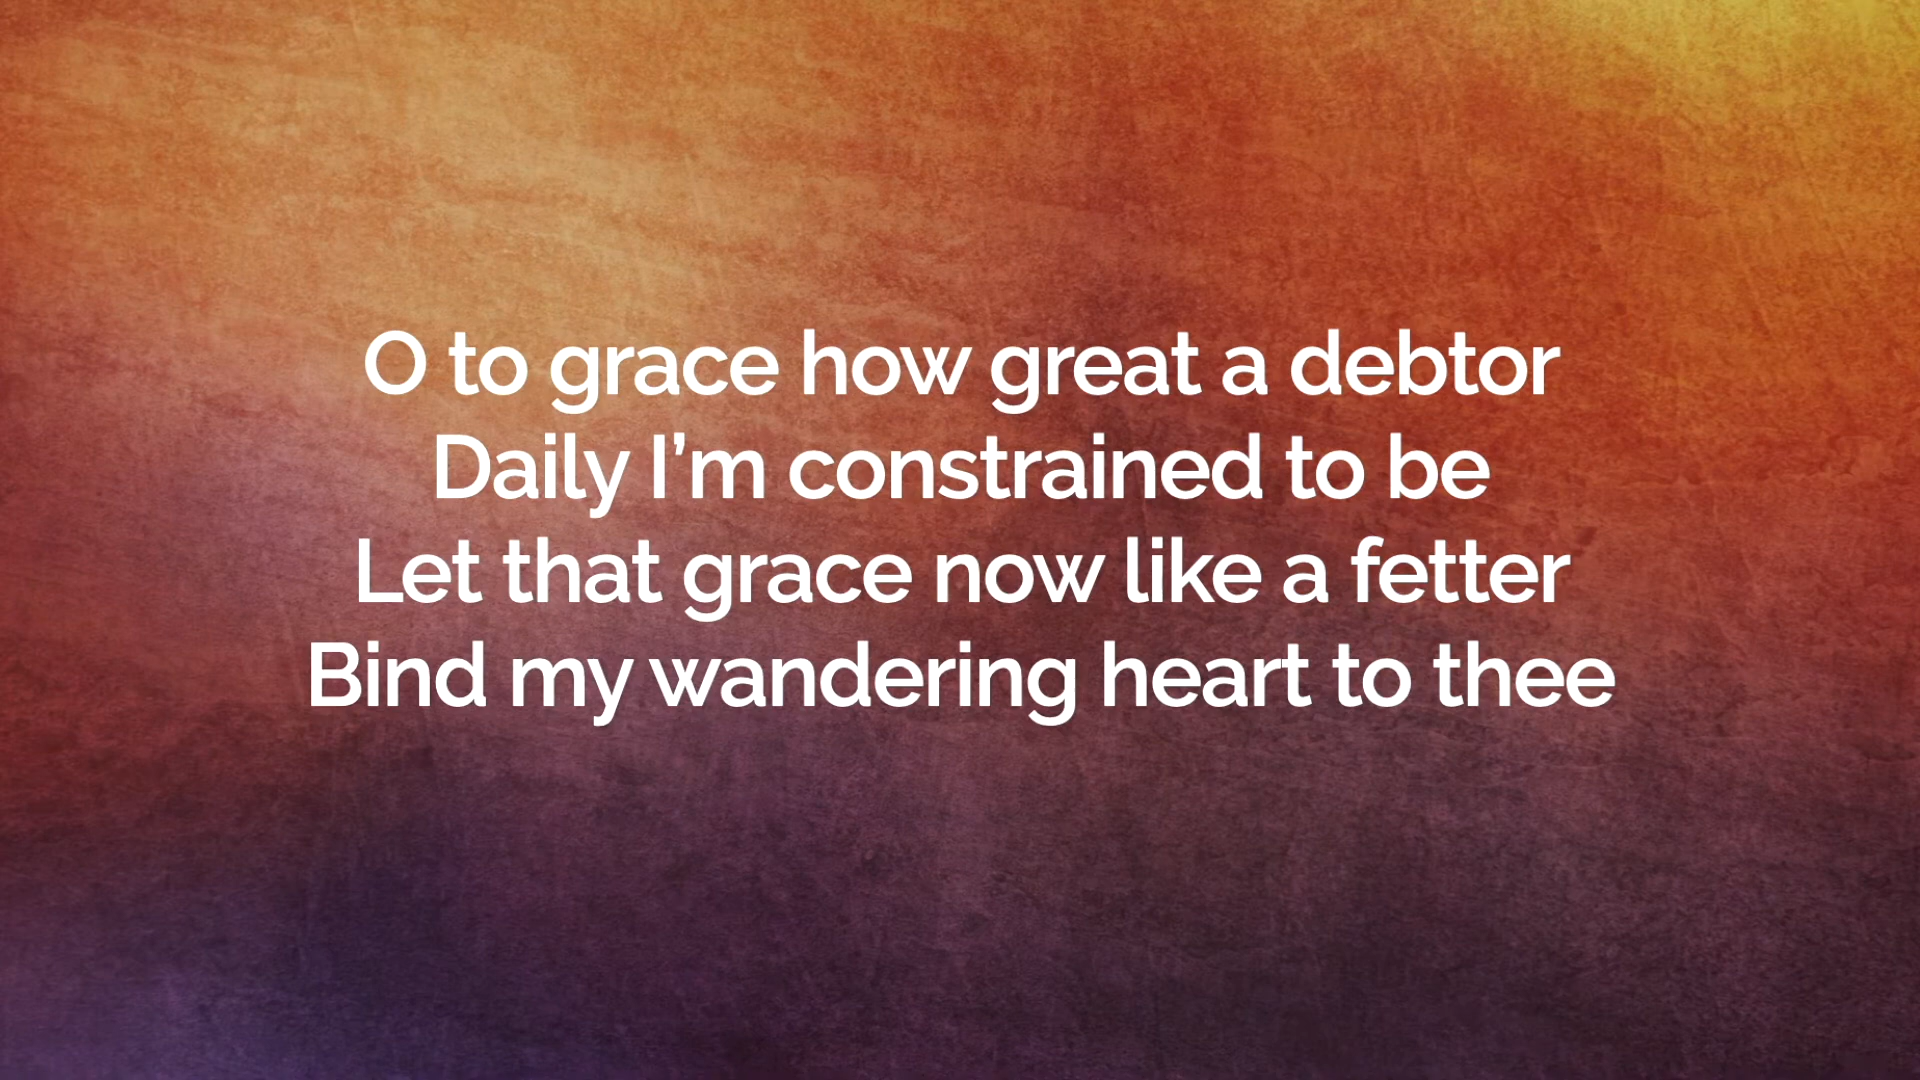 O to grace how great a debtor
Daily I’m constrained to be
Let that grace now like a fetter
Bind my wandering heart to thee